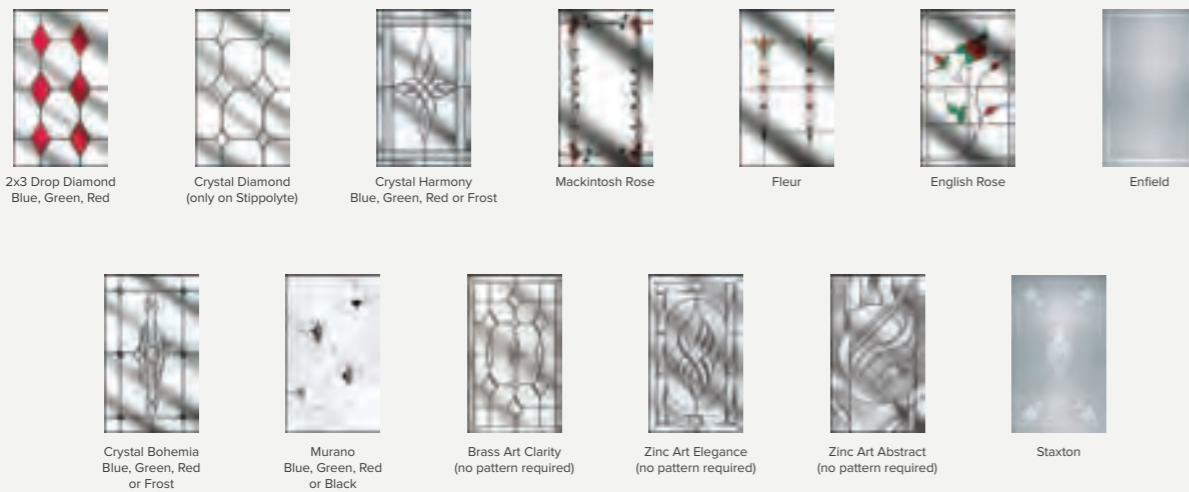 2x3 Drop Diamond
Blue, Green, Red
Crystal Diamond
(only on Stippolyte)
Crystal Harmony
Blue, Green, Red or Frost
Mackintosh Rose
Fleur
English Rose
Enfield
Crystal Bohemia
Blue, Green, Red
or Frost
Murano
Blue, Green, Red
or Black
Brass Art Clarity
(no pattern required)
Zinc Art Elegance
(no pattern required)
Zinc Art Abstract
(no pattern required)
Staxton